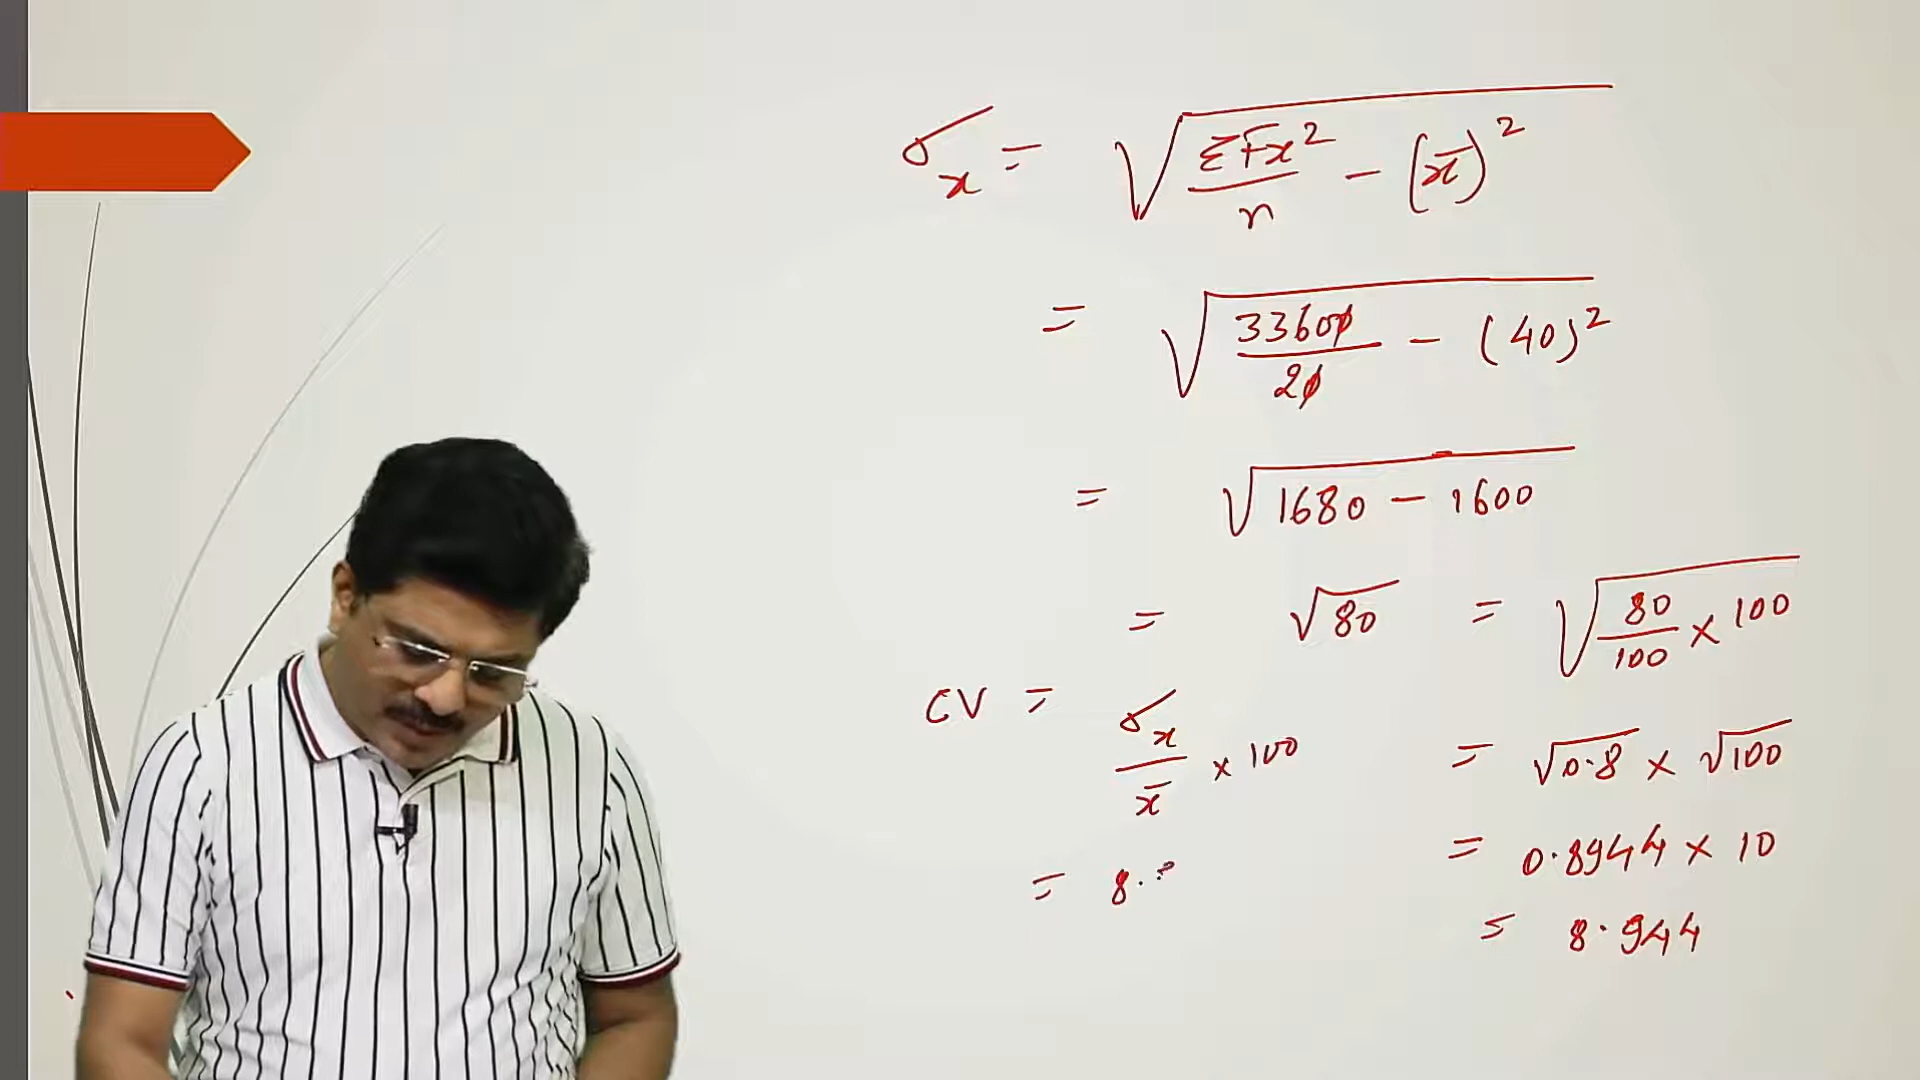 σx = √(ΣFx²/n − (x̄)²)
= √(33600/20 − (40)²)
= √(1680 − 1600)
= √80 = √(80/100 × 100)
CV = σx/x̄ × 100
= √0.8 × √100
= 0.8944 × 10
= 8.
= 8.944